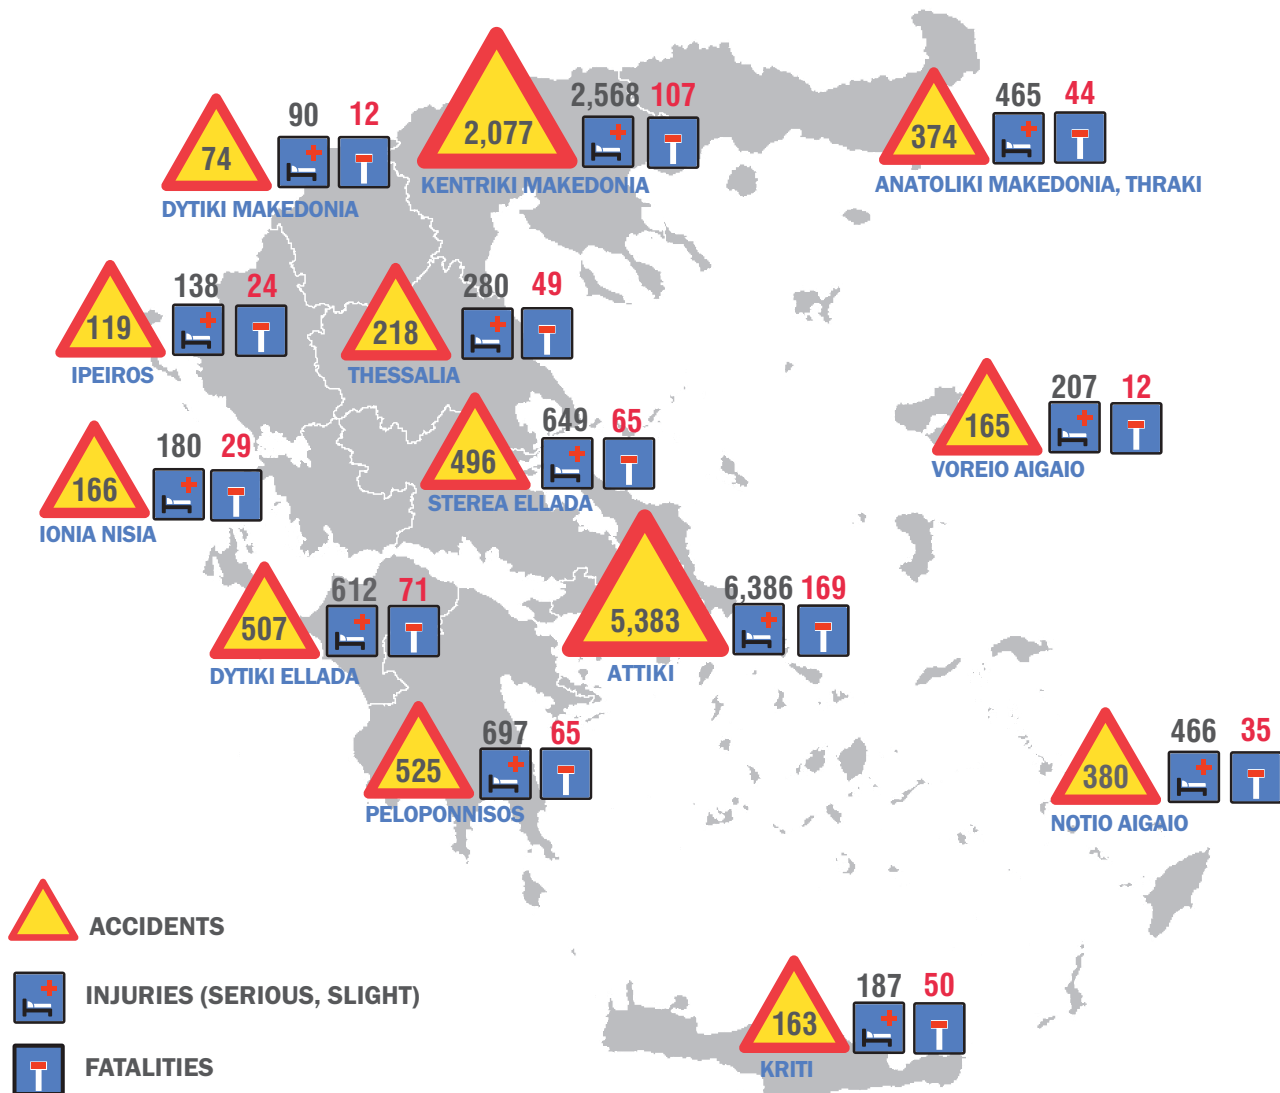 2,077
2,568
107
KENTRIKI MAKEDONIA
374
465
44
ANATOLIKI MAKEDONIA, THRAKI
74
90
12
DYTIKI MAKEDONIA
119
138
24
IPEIROS
218
280
49
THESSALIA
165
207
12
VOREIO AIGAIO
496
649
65
STEREA ELLADA
166
180
29
IONIA NISIA
507
612
71
DYTIKI ELLADA
5,383
6,386
169
ATTIKI
525
697
65
PELOPONNISOS
380
466
35
NOTIO AIGAIO
163
187
50
KRITI
ACCIDENTS
INJURIES (SERIOUS, SLIGHT)
FATALITIES